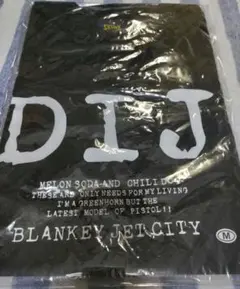 DIJ
MELON SODA AND CHILI D
THESE ARE ONLY NEEDS FOR MY LIVING
I'M A GREENHORN BUT THE
LATEST MODEL OF PISTOL!!
BLANKEY JET CITY
M